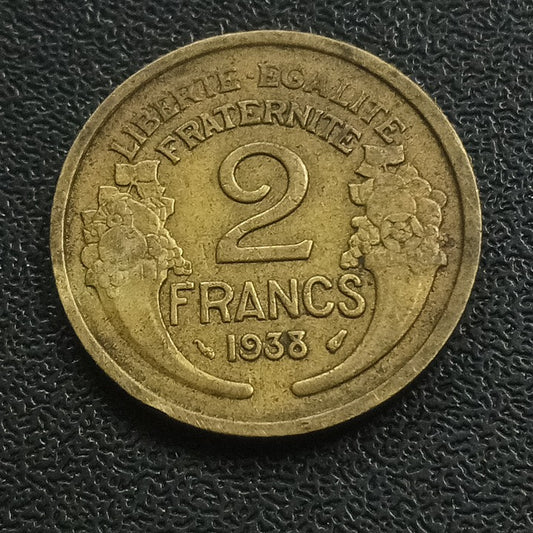 LIBERTE · EGALITE
FRATERNITE
2
FRANCS
1938